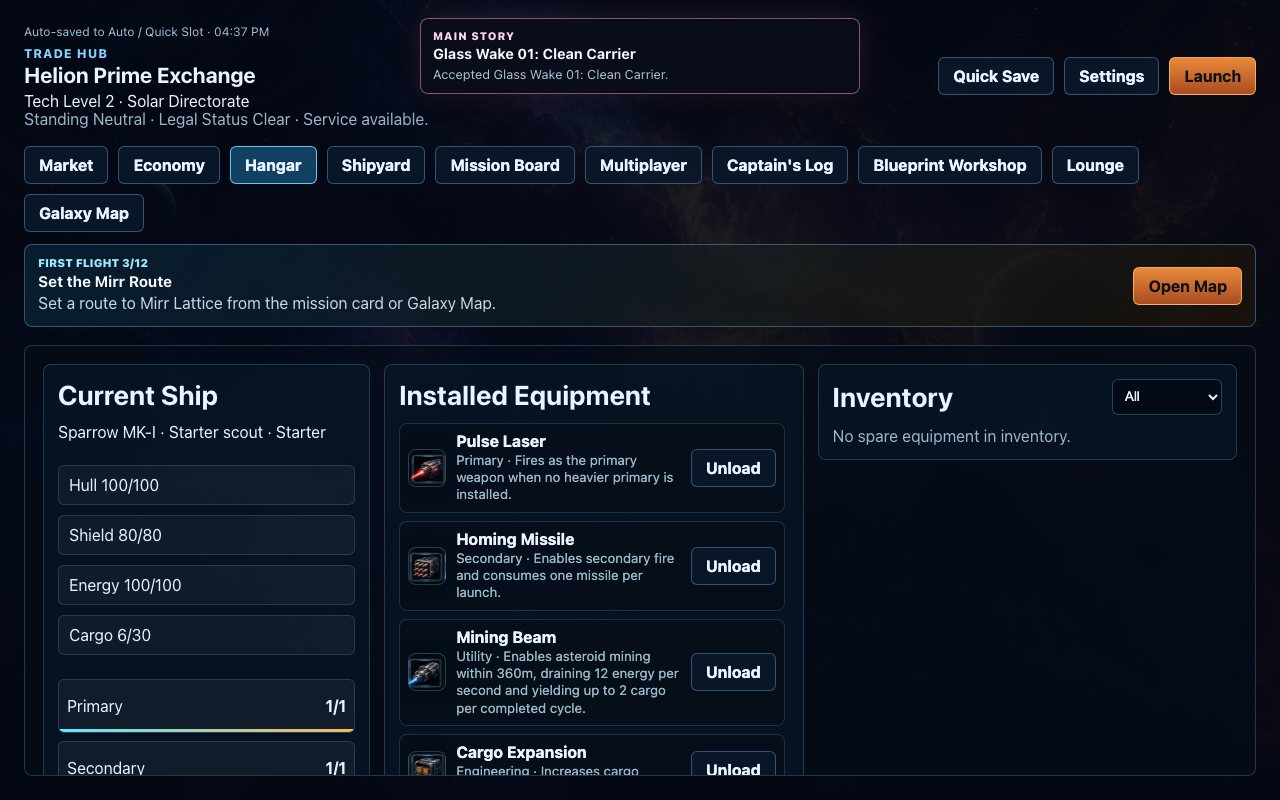 Auto-saved to Auto / Quick Slot · 04:37 PM
TRADE HUB
Helion Prime Exchange
Tech Level 2 · Solar Directorate
Standing Neutral · Legal Status Clear · Service available.
MAIN STORY
Glass Wake 01: Clean Carrier
Accepted Glass Wake 01: Clean Carrier.
Quick Save
Settings
Launch
Market
Economy
Hangar
Shipyard
Mission Board
Multiplayer
Captain's Log
Blueprint Workshop
Lounge
Galaxy Map
FIRST FLIGHT 3/12
Set the Mirr Route
Set a route to Mirr Lattice from the mission card or Galaxy Map.
Open Map
Current Ship
Sparrow MK-I · Starter scout · Starter
Hull 100/100
Shield 80/80
Energy 100/100
Cargo 6/30
Primary 1/1
Secondary 1/1
Installed Equipment
Pulse Laser
Primary · Fires as the primary
weapon when no heavier primary is
installed.
Unload
Homing Missile
Secondary · Enables secondary fire
and consumes one missile per
launch.
Unload
Mining Beam
Utility · Enables asteroid mining
within 360m, draining 12 energy per
second and yielding up to 2 cargo
per completed cycle.
Unload
Cargo Expansion
Engineering · Increases cargo
Unload
Inventory
All
No spare equipment in inventory.